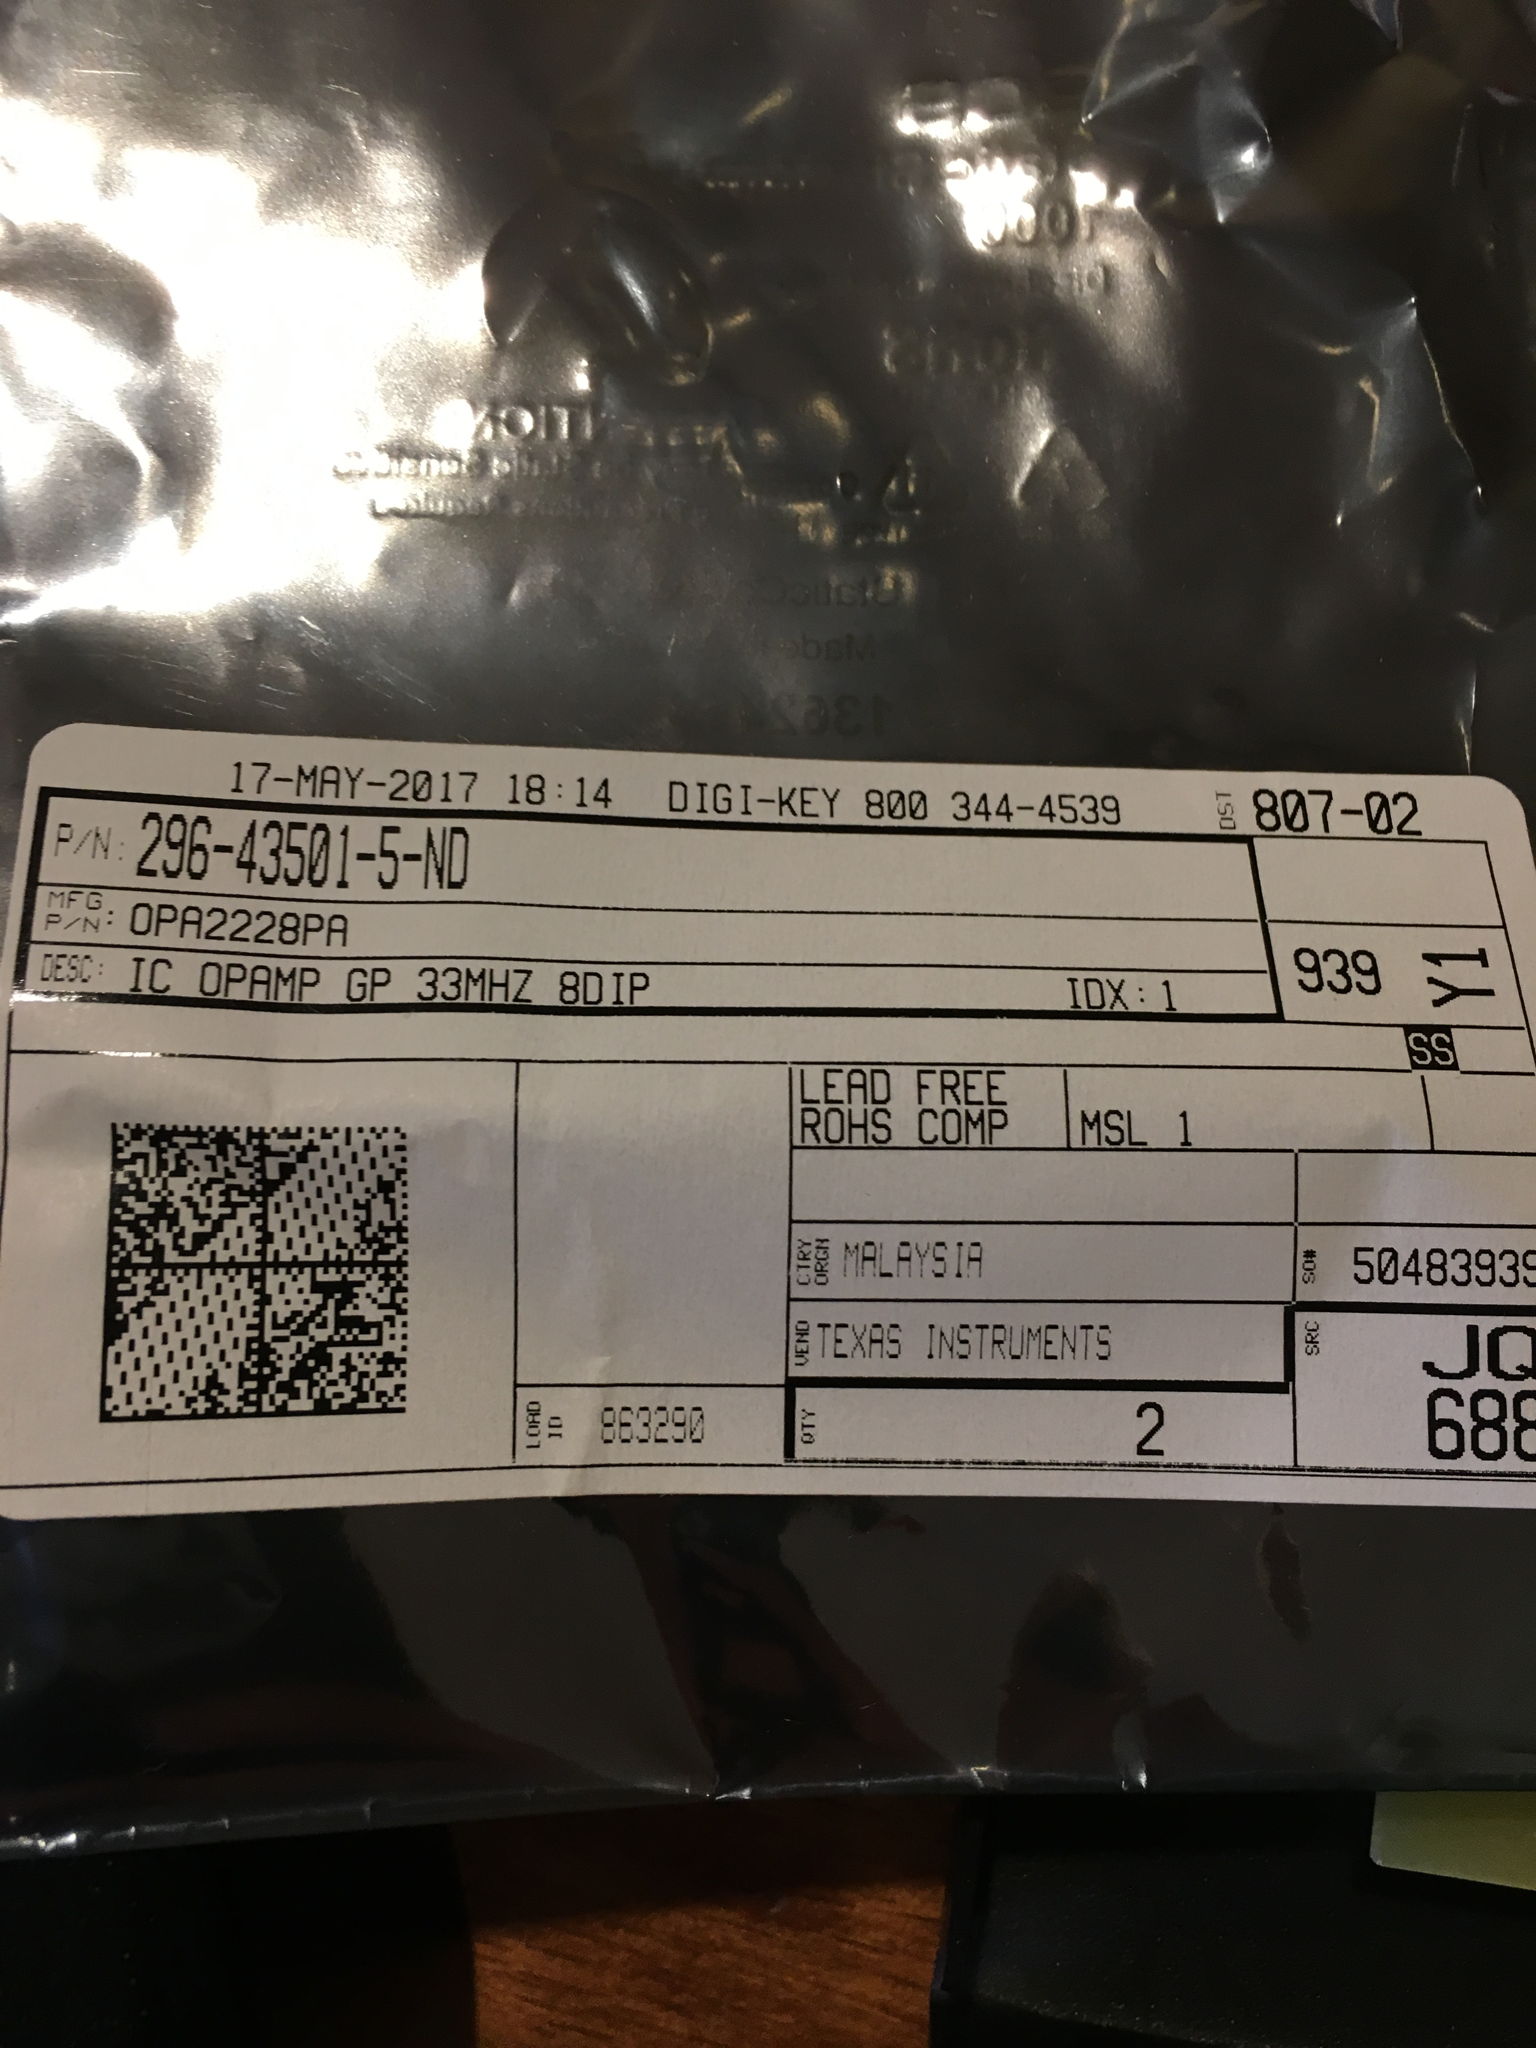 17-MAY-2017 18:14 DIGI-KEY 800 344-4539 DST 807-02
P/N: 296-43501-5-ND
MFG P/N: OPA2228PA
DESC: IC OPAMP GP 33MHZ 8DIP IDX: 1
939 Y1
SS
LEAD FREE
ROHS COMP
MSL 1
CTRY ORGN MALAYSIA
SO# 50483939
VEND TEXAS INSTRUMENTS
SRC JQ
688
LOAD ID 863290
QTY 2